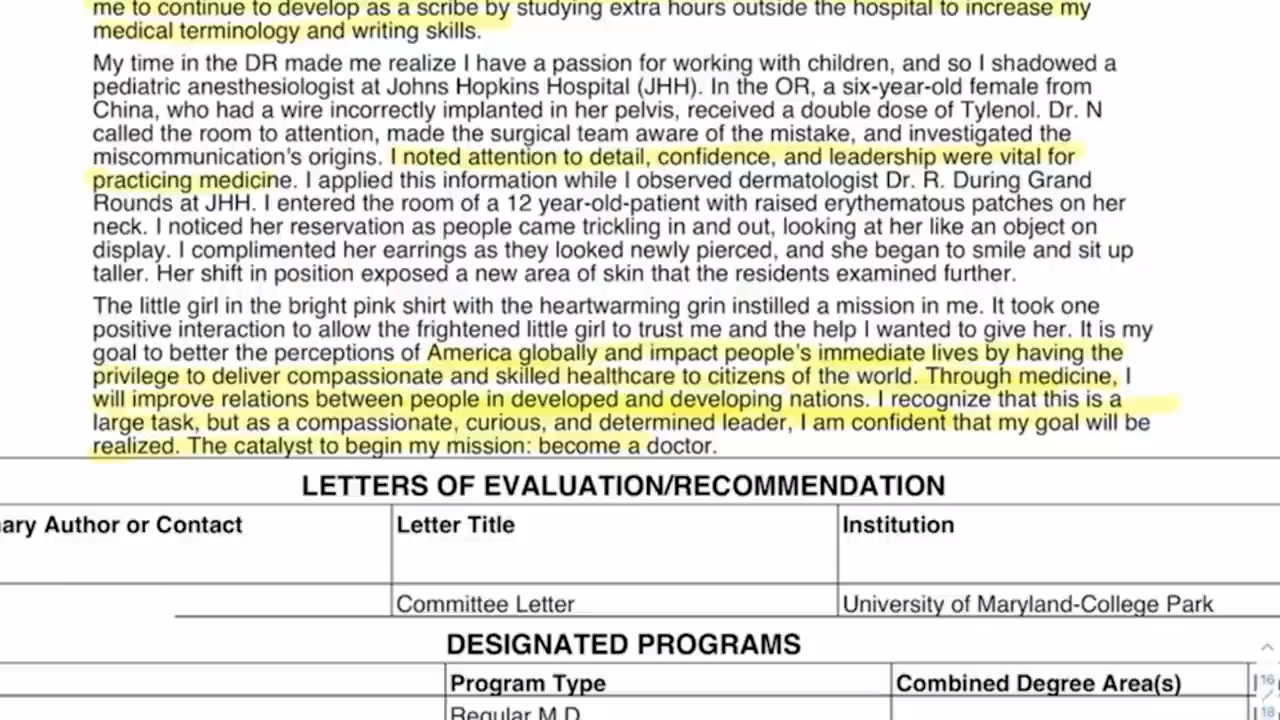 me to continue to develop as a scribe by studying extra hours outside the hospital to increase my
medical terminology and writing skills.
My time in the DR made me realize I have a passion for working with children, and so I shadowed a
pediatric anesthesiologist at Johns Hopkins Hospital (JHH). In the OR, a six-year-old female from
China, who had a wire incorrectly implanted in her pelvis, received a double dose of Tylenol. Dr. N
called the room to attention, made the surgical team aware of the mistake, and investigated the
miscommunication's origins. I noted attention to detail, confidence, and leadership were vital for
practicing medicine. I applied this information while I observed dermatologist Dr. R. During Grand
Rounds at JHH. I entered the room of a 12 year-old-patient with raised erythematous patches on her
neck. I noticed her reservation as people came trickling in and out, looking at her like an object on
display. I complimented her earrings as they looked newly pierced, and she began to smile and sit up
taller. Her shift in position exposed a new area of skin that the residents examined further.
The little girl in the bright pink shirt with the heartwarming grin instilled a mission in me. It took one
positive interaction to allow the frightened little girl to trust me and the help I wanted to give her. It is my
goal to better the perceptions of America globally and impact people's immediate lives by having the
privilege to deliver compassionate and skilled healthcare to citizens of the world. Through medicine, I
will improve relations between people in developed and developing nations. I recognize that this is a
large task, but as a compassionate, curious, and determined leader, I am confident that my goal will be
realized. The catalyst to begin my mission: become a doctor.
LETTERS OF EVALUATION/RECOMMENDATION
ary Author or Contact Letter Title Institution
Committee Letter University of Maryland-College Park
DESIGNATED PROGRAMS
Program Type Combined Degree Area(s)
Regular M.D.
16
/
18